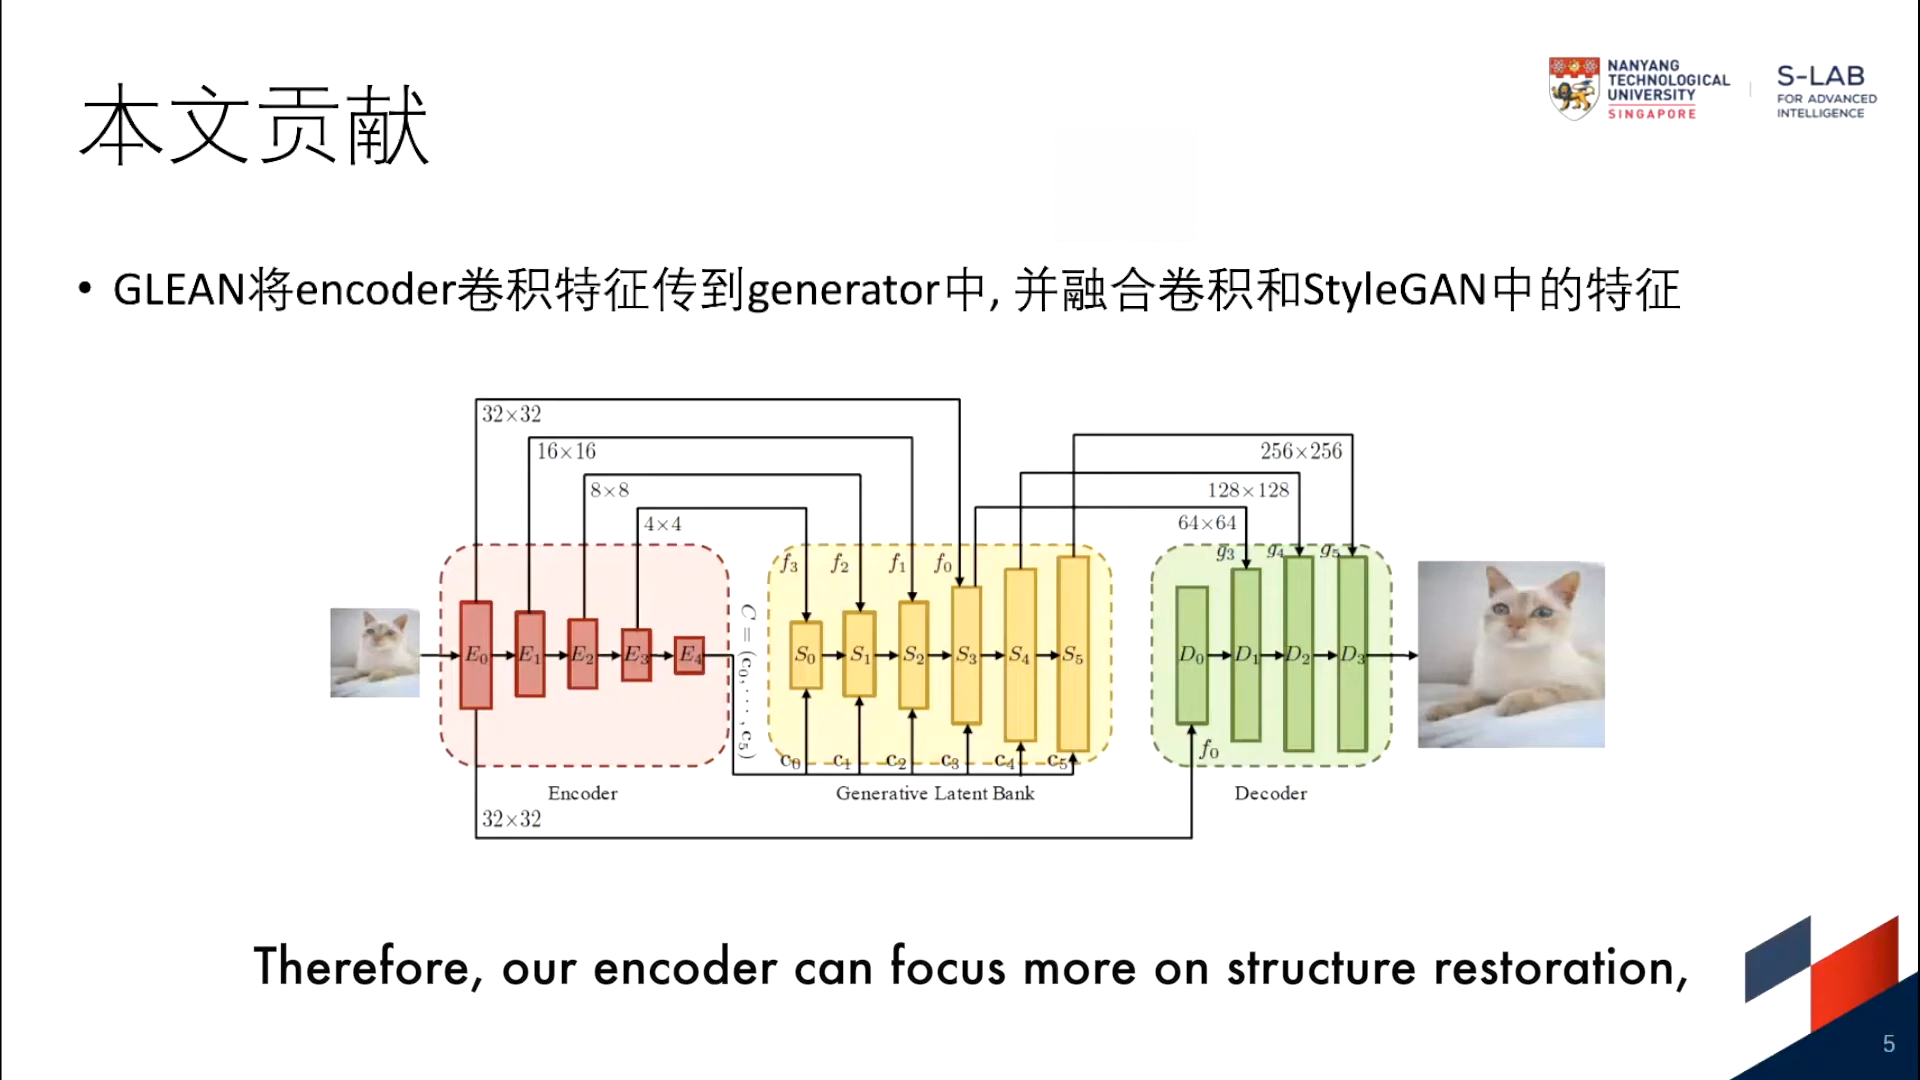 本文贡献
NANYANG
TECHNOLOGICAL
UNIVERSITY
SINGAPORE
S-LAB
FOR ADVANCED
INTELLIGENCE
• GLEAN将encoder卷积特征传到generator中, 并融合卷积和StyleGAN中的特征
32×32
16×16
8×8
4×4
256×256
128×128
64×64
f₃ f₂ f₁ f₀
g₃ g₄ g₅
E₀ E₁ E₂ E₃ E₄
C = (c₀, ⋯ , c₅)
S₀ S₁ S₂ S₃ S₄ S₅
D₀ D₁ D₂ D₃
c₀ c₁ c₂ c₃ c₄ c₅
f₀
Encoder
Generative Latent Bank
Decoder
32×32
Therefore, our encoder can focus more on structure restoration,
5